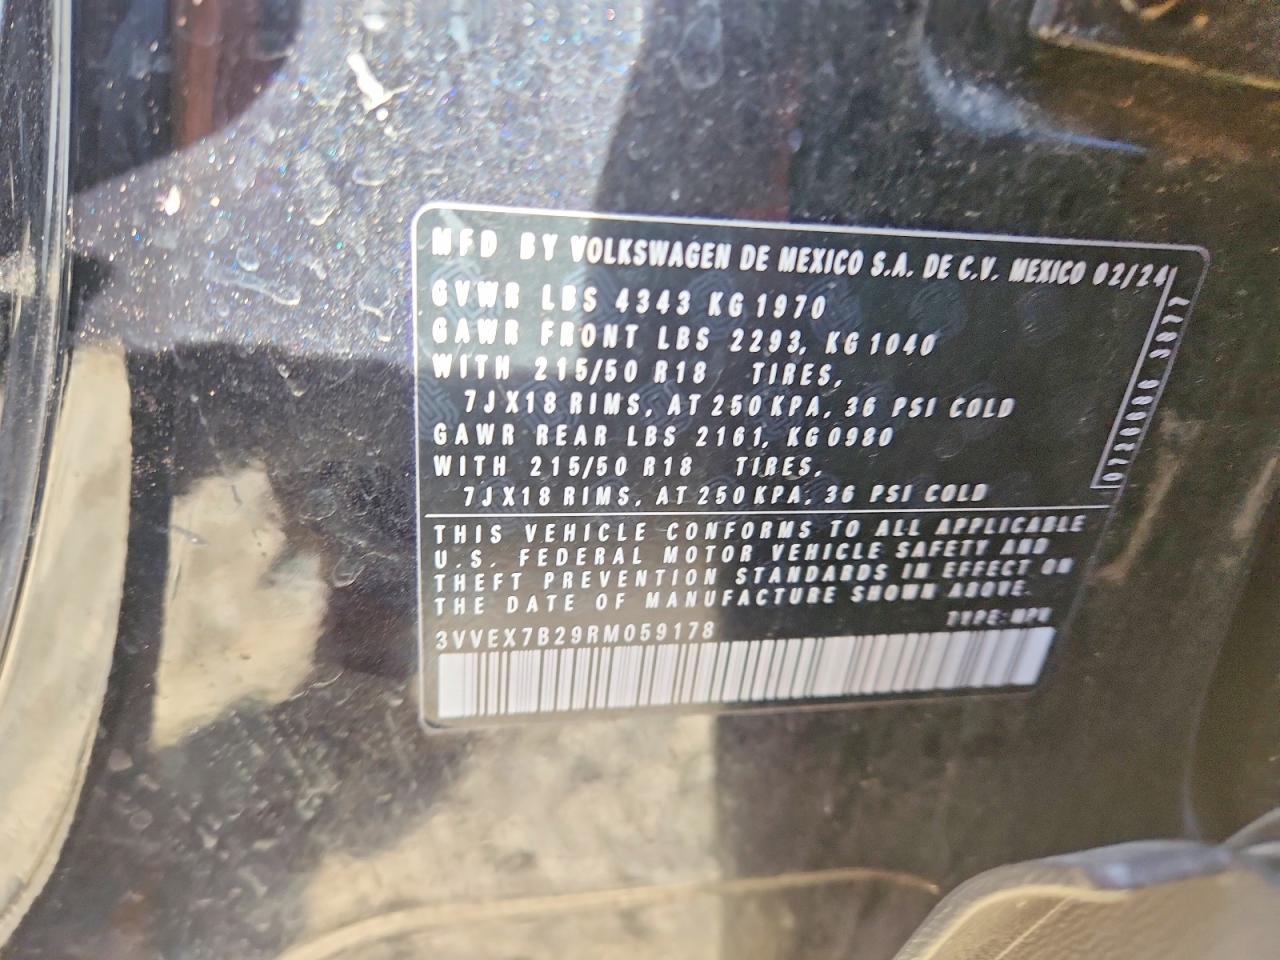 MFD BY VOLKSWAGEN DE MEXICO S.A. DE C.V. MEXICO 02/24
GVWR LBS 4343 KG 1970
GAWR FRONT LBS 2293, KG 1040
WITH 215/50 R18 TIRES,
7JX18 RIMS, AT 250 KPA, 36 PSI COLD
GAWR REAR LBS 2161, KG 0980
WITH 215/50 R18 TIRES,
7JX18 RIMS, AT 250 KPA, 36 PSI COLD
THIS VEHICLE CONFORMS TO ALL APPLICABLE
U.S. FEDERAL MOTOR VEHICLE SAFETY AND
THEFT PREVENTION STANDARDS IN EFFECT ON
THE DATE OF MANUFACTURE SHOWN ABOVE.
TYPE: MPV
3VVEX7B29RM059178